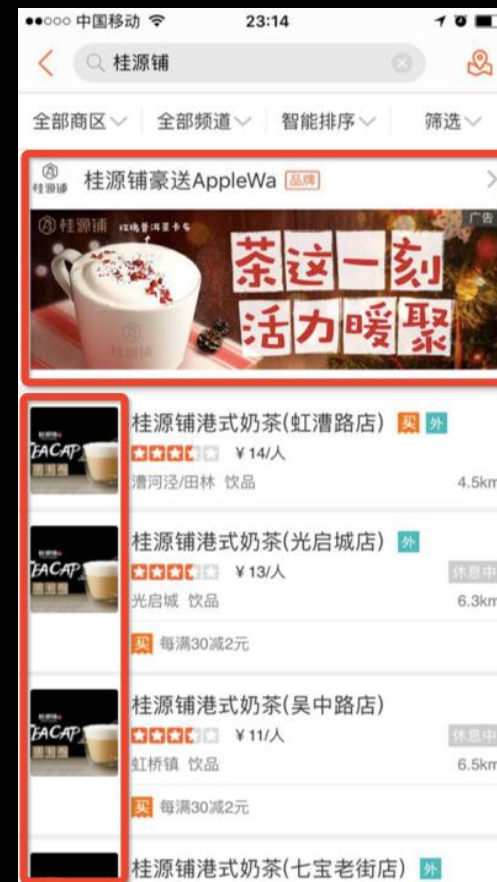 中国移动 23:14
桂源铺
全部商区 全部频道 智能排序 筛选
桂源铺
桂源铺豪送AppleWa 品牌
广告
桂源铺 玫瑰普洱菜卡布
茶这一刻
活力暖聚
桂源铺港式奶茶(虹漕路店) 买 外
¥14/人
漕河泾/田林 饮品 4.5km
桂源铺港式奶茶(光启城店) 外
¥13/人 休息中
光启城 饮品 6.3km
买 每满30减2元
桂源铺港式奶茶(吴中路店)
¥11/人 休息中
虹桥镇 饮品 6.5km
买 每满30减2元
桂源铺港式奶茶(七宝老街店) 外